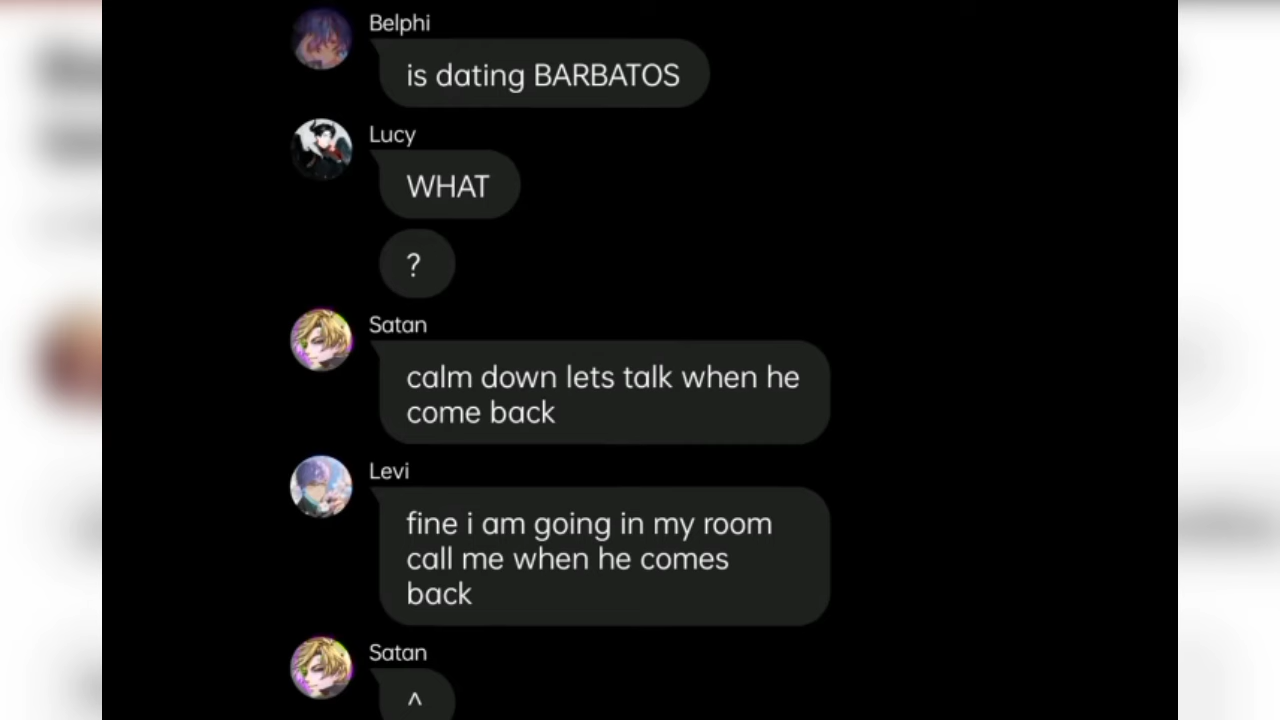 Belphi
is dating BARBATOS
Lucy
WHAT
?
Satan
calm down lets talk when he
come back
Levi
fine i am going in my room
call me when he comes
back
Satan
^